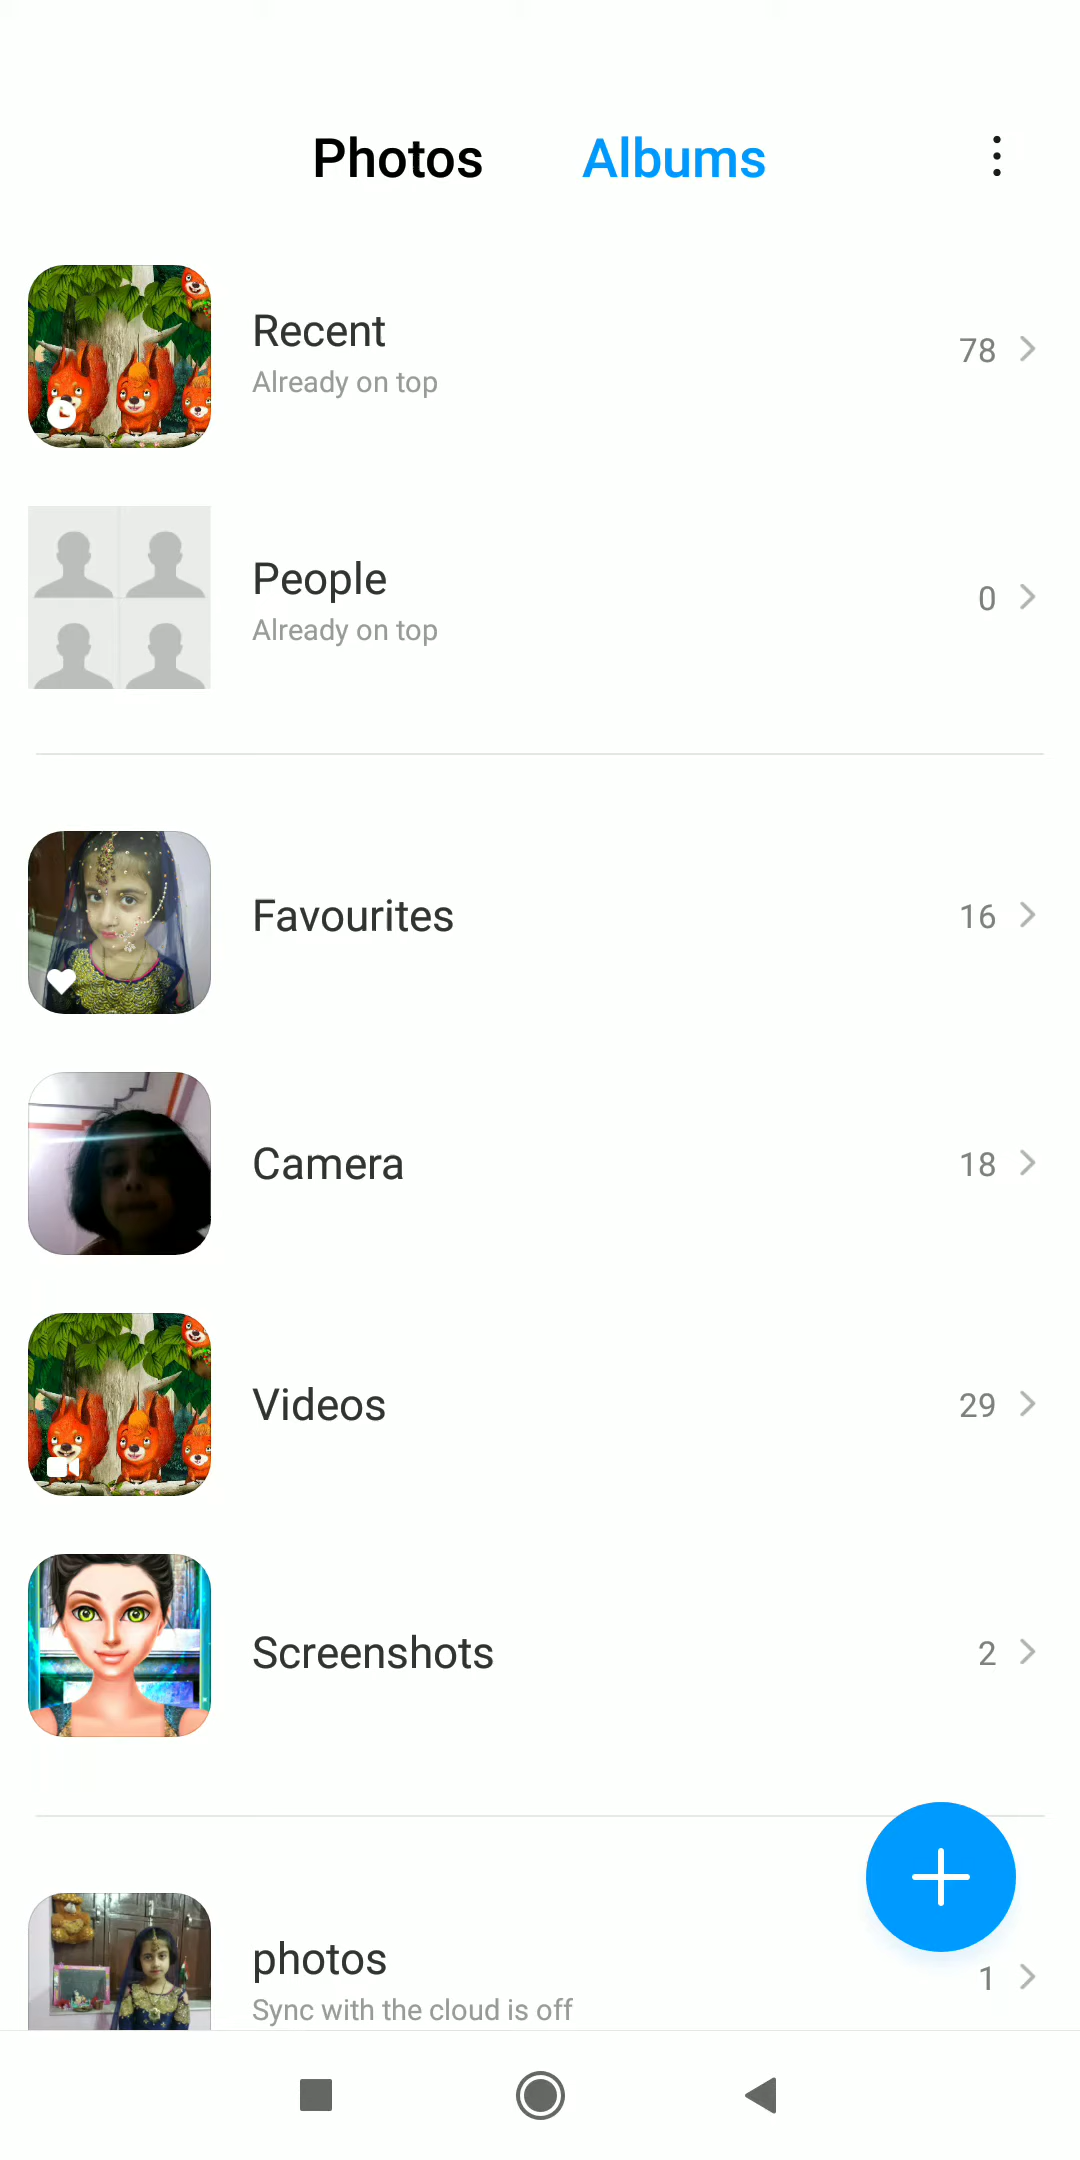 Photos Albums
Recent
Already on top
78
People
Already on top
0
Favourites
16
Camera
18
Videos
29
Screenshots
2
photos
Sync with the cloud is off
1